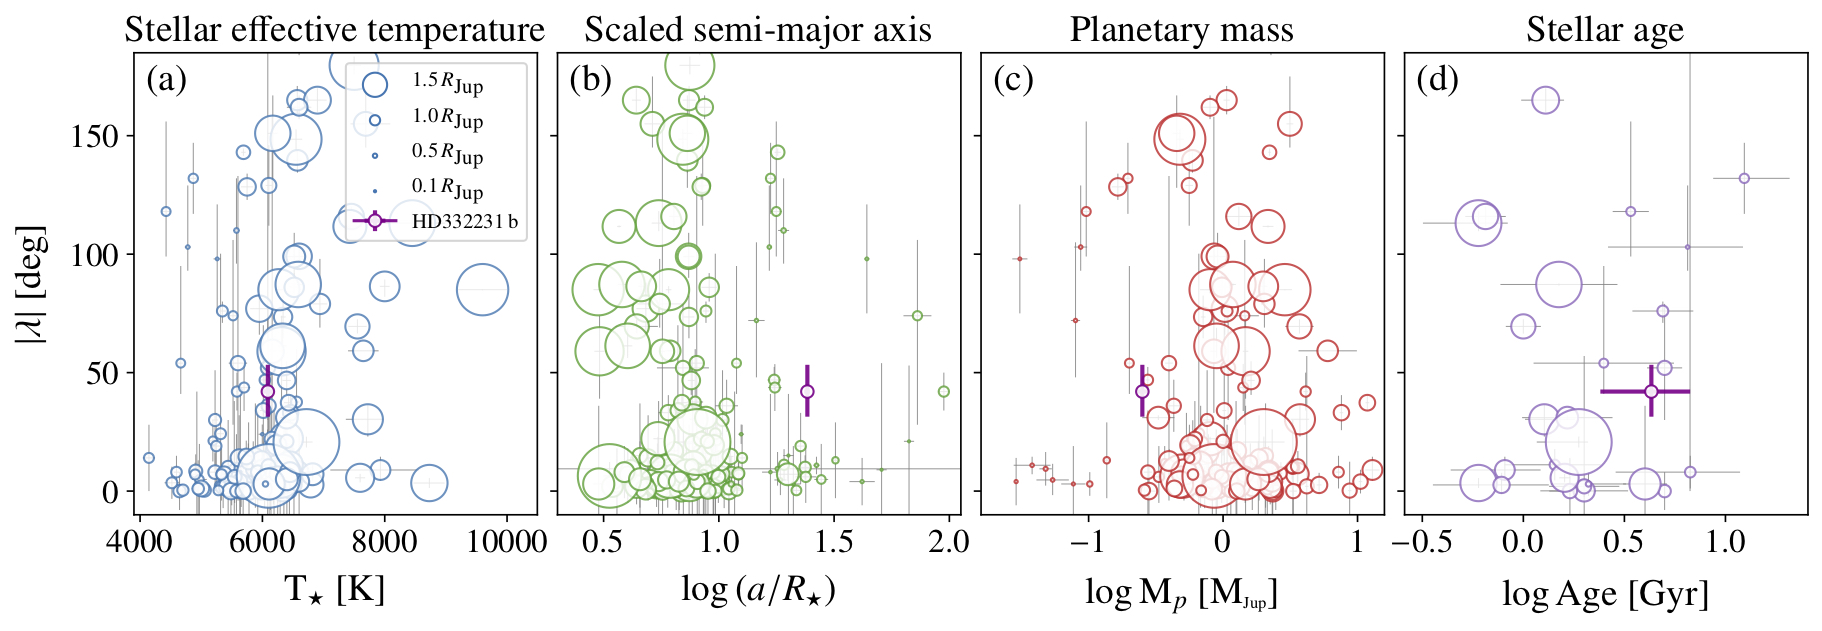 Stellar effective temperature
Scaled semi-major axis
Planetary mass
Stellar age
(a)
(b)
(c)
(d)
1.5 R_Jup
1.0 R_Jup
0.5 R_Jup
0.1 R_Jup
HD332231 b
|λ| [deg]
150
100
50
0
4000 6000 8000 10000
0.5 1.0 1.5 2.0
−1 0 1
−0.5 0.0 0.5 1.0
T★ [K]
log (a/R★)
log M_p [M_Jup]
log Age [Gyr]